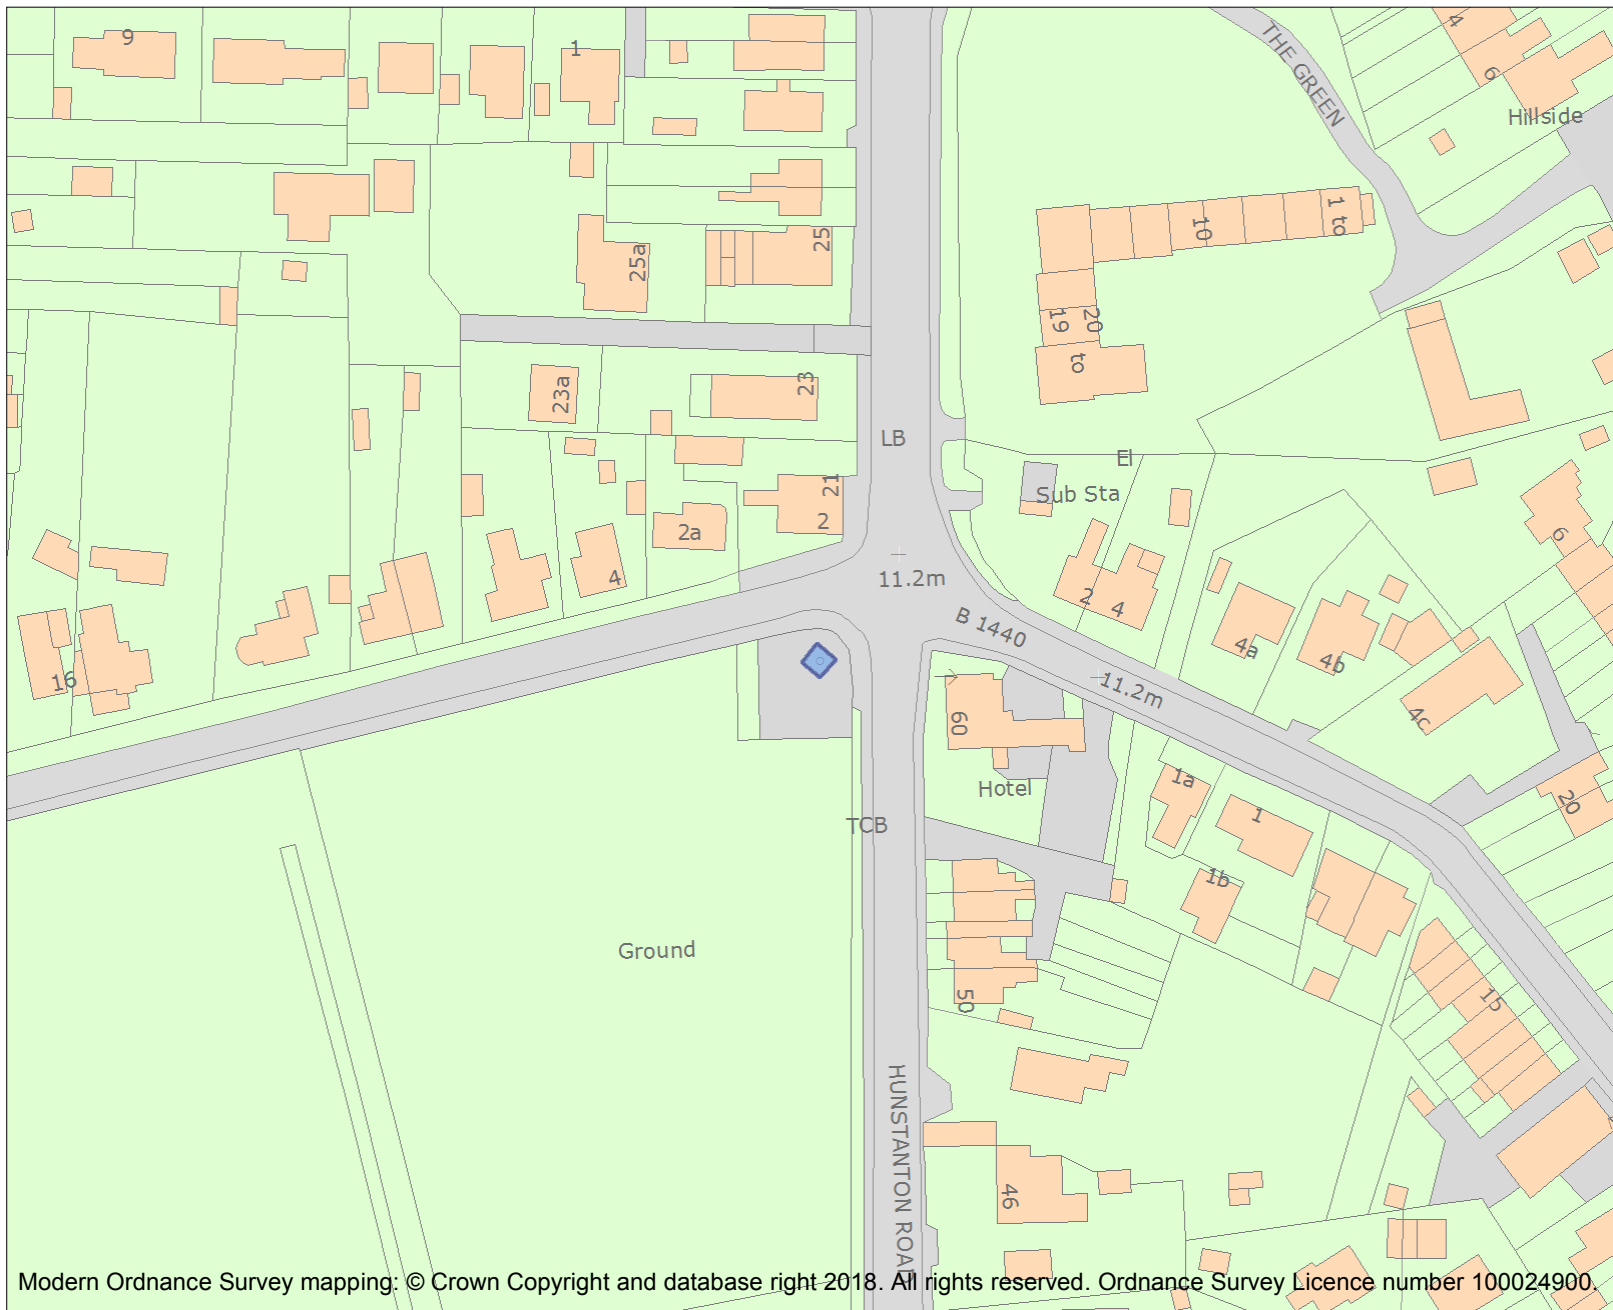 9
1
4
6
THE GREEN
Hillside
10
1 to
25
25a
19
20
to
23a
23
LB
El
Sub Sta
21
2
2a
4
11.2m
B 1440
2
4
6
4a
4b
4c
16
11.2m
60
Hotel
1a
1
20
TCB
1b
Ground
50
15
HUNSTANTON ROAD
46
Modern Ordnance Survey mapping: © Crown Copyright and database right 2018. All rights reserved. Ordnance Survey Licence number 100024900.